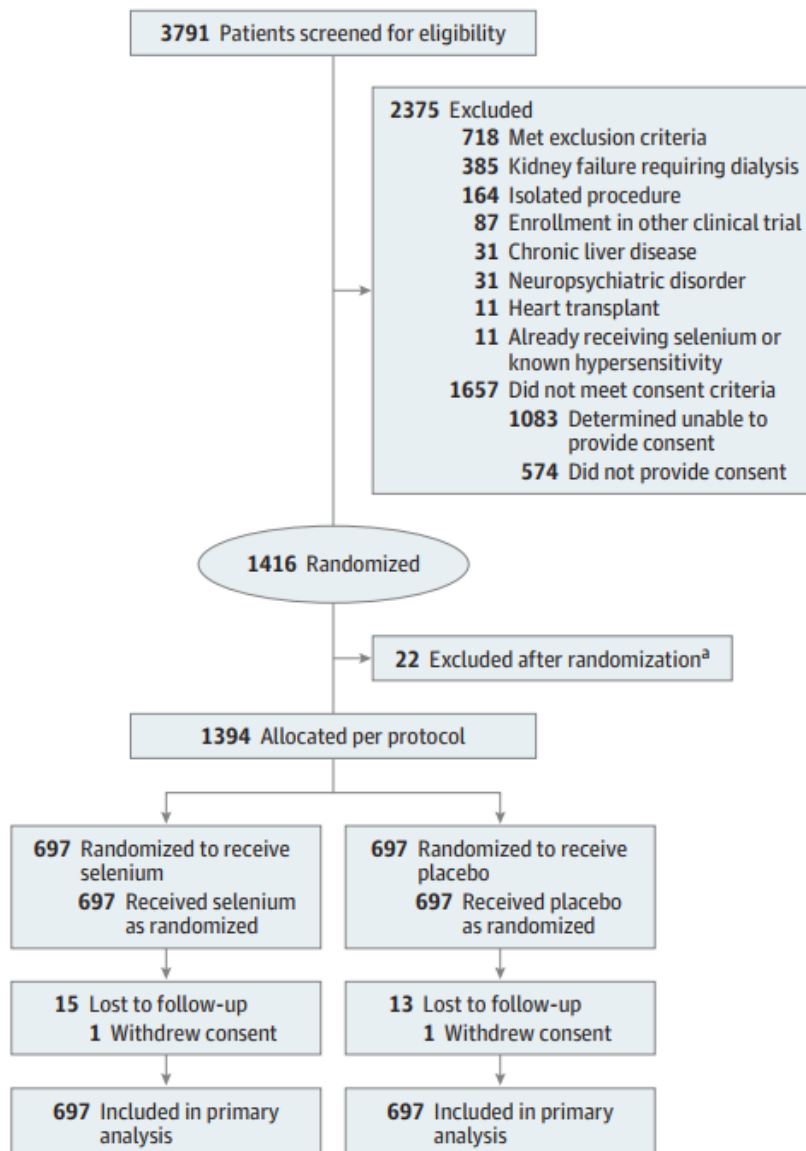 3791 Patients screened for eligibility
2375 Excluded
718 Met exclusion criteria
385 Kidney failure requiring dialysis
164 Isolated procedure
87 Enrollment in other clinical trial
31 Chronic liver disease
31 Neuropsychiatric disorder
11 Heart transplant
11 Already receiving selenium or
known hypersensitivity
1657 Did not meet consent criteria
1083 Determined unable to
provide consent
574 Did not provide consent
1416 Randomized
22 Excluded after randomizationᵃ
1394 Allocated per protocol
697 Randomized to receive
selenium
697 Received selenium
as randomized
697 Randomized to receive
placebo
697 Received placebo
as randomized
15 Lost to follow-up
1 Withdrew consent
13 Lost to follow-up
1 Withdrew consent
697 Included in primary
analysis
697 Included in primary
analysis